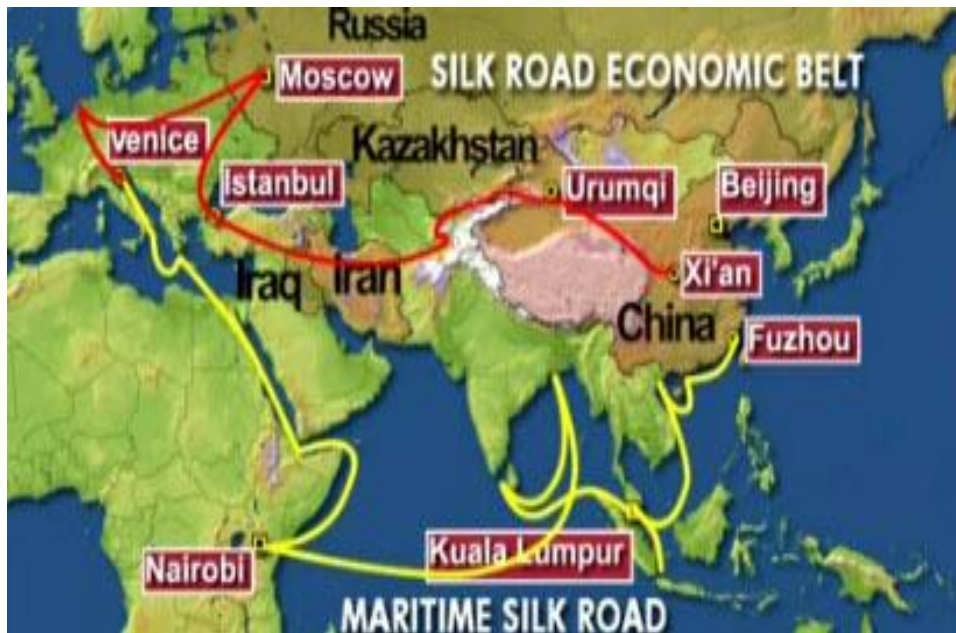 Russia
Moscow
SILK ROAD ECONOMIC BELT
Venice
Kazakhstan
Istanbul
Urumqi
Beijing
Iraq
Iran
Xi'an
China
Fuzhou
Nairobi
Kuala Lumpur
MARITIME SILK ROAD